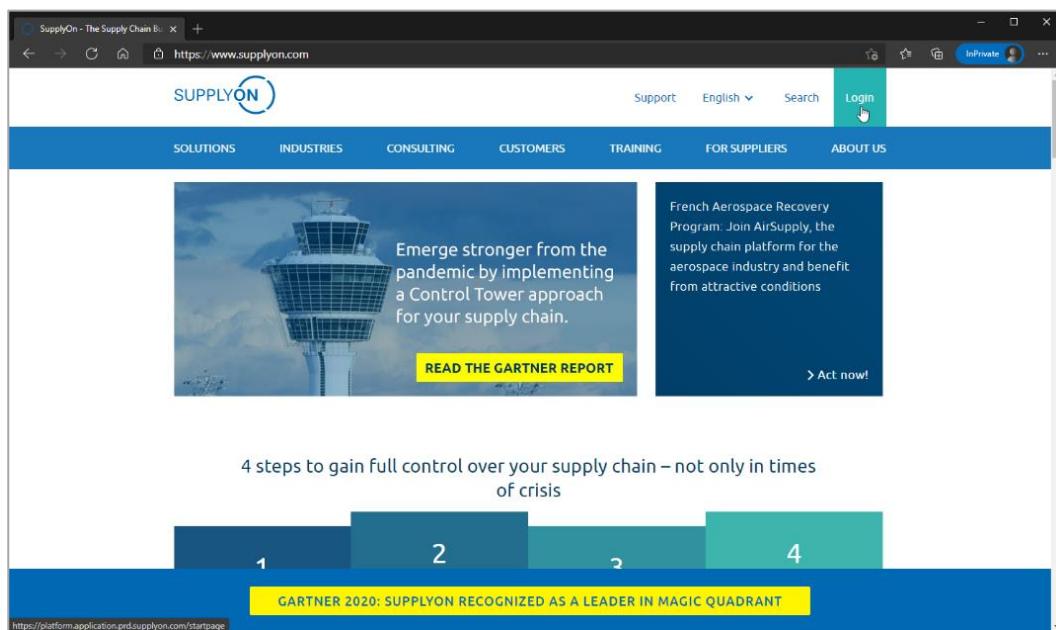 SupplyOn - The Supply Chain Bu
https://www.supplyon.com
InPrivate
SUPPLYON
Support English Search Login
SOLUTIONS INDUSTRIES CONSULTING CUSTOMERS TRAINING FOR SUPPLIERS ABOUT US
Emerge stronger from the
pandemic by implementing
a Control Tower approach
for your supply chain.
READ THE GARTNER REPORT
French Aerospace Recovery
Program: Join AirSupply, the
supply chain platform for the
aerospace industry and benefit
from attractive conditions
> Act now!
4 steps to gain full control over your supply chain – not only in times
of crisis
1 2 3 4
GARTNER 2020: SUPPLYON RECOGNIZED AS A LEADER IN MAGIC QUADRANT
https://platform.application.prd.supplyon.com/startpage